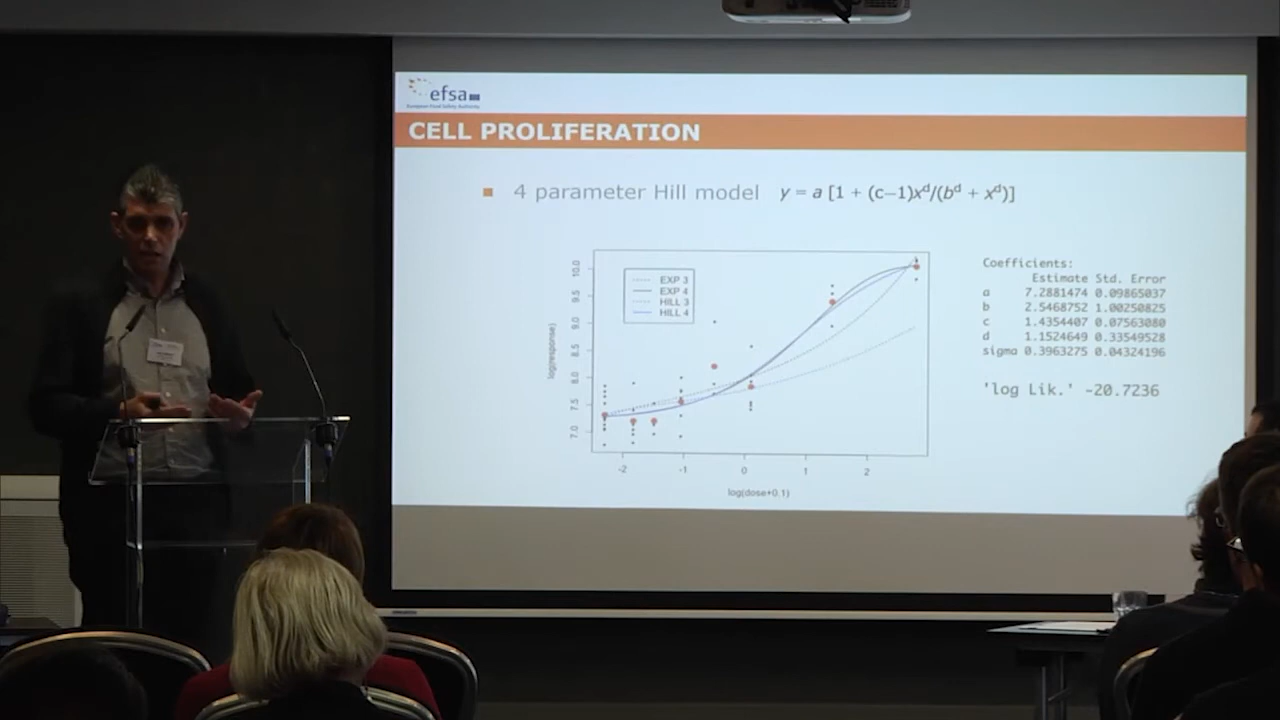 efsa
European Food Safety Authority
CELL PROLIFERATION
4 parameter Hill model y = a [1 + (c–1)xᵈ/(bᵈ + xᵈ)]
EXP 3
EXP 4
HILL 3
HILL 4
log(response)
10.0
9.5
9.0
8.5
8.0
7.5
7.0
-2 -1 0 1 2
log(dose+0.1)
Coefficients:
Estimate Std. Error
a 7.2881474 0.09865037
b 2.5468752 1.00250825
c 1.4354407 0.07563080
d 1.1524649 0.33549528
sigma 0.3963275 0.04324196
'log Lik.' -20.7236